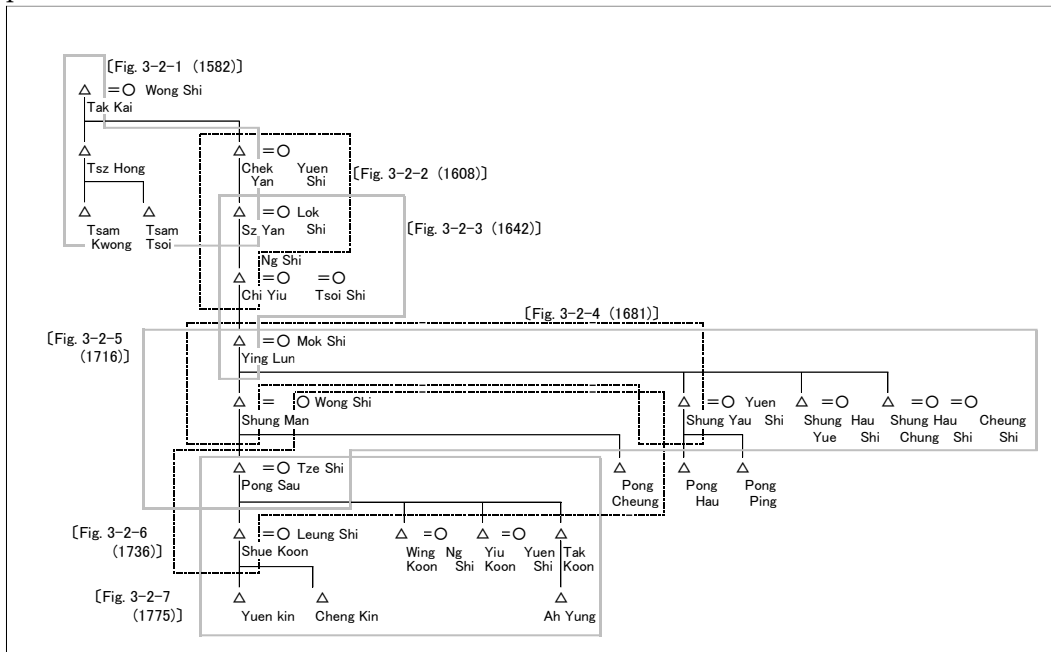 〔Fig. 3-2-1 (1582)〕
△ =○ Wong Shi
Tak Kai
△ △ =○
Tsz Hong Chek Yuen 〔Fig. 3-2-2 (1608)〕
Yan Shi
△ △ △ =○ Lok
Tsam Tsam Sz Yan Shi 〔Fig. 3-2-3 (1642)〕
Kwong Tsoi
Ng Shi
△ =○ =○
Chi Yiu Tsoi Shi
〔Fig. 3-2-4 (1681)〕
〔Fig. 3-2-5 △ =○ Mok Shi
(1716)〕 Ying Lun
△ = ○ Wong Shi △ =○ Yuen △ =○ △ =○ =○
Shung Man Shung Yau Shi Shung Hau Shung Hau Cheung
Yue Shi Chung Shi Shi
△ =○ Tze Shi △ △ △
Pong Sau Pong Pong Pong
Cheung Hau Ping
〔Fig. 3-2-6 △ =○ Leung Shi △ =○ △ =○ △
(1736)〕 Shue Koon Wing Ng Yiu Yuen Tak
Koon Shi Koon Shi Koon
〔Fig. 3-2-7 △ △ △
(1775)〕 Yuen kin Cheng Kin Ah Yung